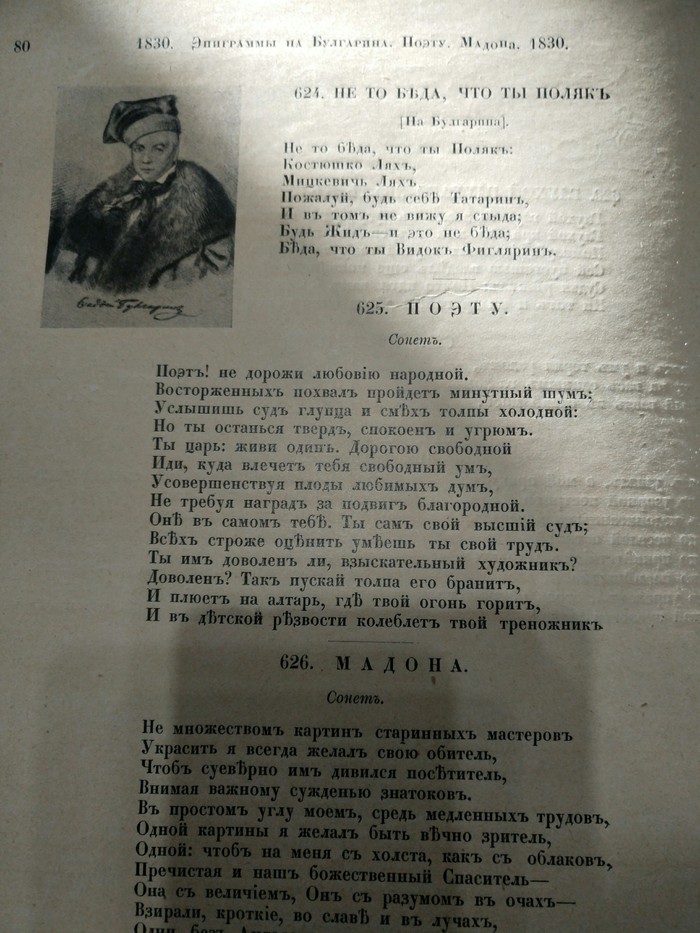 80
1830. Эпиграммы на Булгарина. Поэту. Мадона. 1830.
624. НЕ ТО БѢДА, ЧТО ТЫ ПОЛЯКЪ
[На Булгарина].
Не то бѣда, что ты Полякъ:
Костюшко Ляхъ,
Мицкевичъ Ляхъ
Пожалуй, будь себѣ Татаринъ,
И въ томъ не вижу я стыда;
Будь Жидъ—и это не бѣда;
Бѣда, что ты Видокъ Фигляринъ.
625. ПОЭТУ.
Сонетъ.
Поэтъ! не дорожи любовію народной.
Восторженныхъ похвалъ пройдетъ минутный шумъ;
Услышишь судъ глупца и смѣхъ толпы холодной:
Но ты останься твердъ, спокоенъ и угрюмъ.
Ты царь: живи одинъ. Дорогою свободной
Иди, куда влечетъ тебя свободный умъ,
Усовершенствуя плоды любимыхъ думъ,
Не требуя наградъ за подвигъ благородной.
Онѣ въ самомъ тебѣ. Ты самъ свой высшій судъ;
Всѣхъ строже оцѣнить умѣешь ты свой трудъ.
Ты имъ доволенъ ли, взыскательный художникъ?
Доволенъ? Такъ пускай толпа его бранитъ,
И плюетъ на алтарь, гдѣ твой огонь горитъ,
И въ дѣтской рѣзвости колеблетъ твой треножникъ
626. МАДОНА.
Сонетъ.
Не множествомъ картинъ старинныхъ мастеровъ
Украсить я всегда желалъ свою обитель,
Чтобъ суевѣрно имъ дивился посѣтитель,
Внимая важному сужденью знатоковъ.
Въ простомъ углу моемъ, средь медленныхъ трудовъ,
Одной картины я желалъ быть вѣчно зритель,
Одной: чтобъ на меня съ холста, какъ съ облаковъ,
Пречистая и нашъ божественный Спаситель—
Она съ величіемъ, Онъ съ разумомъ въ очахъ—
Взирали, кроткіе, во славѣ и въ лучахъ,